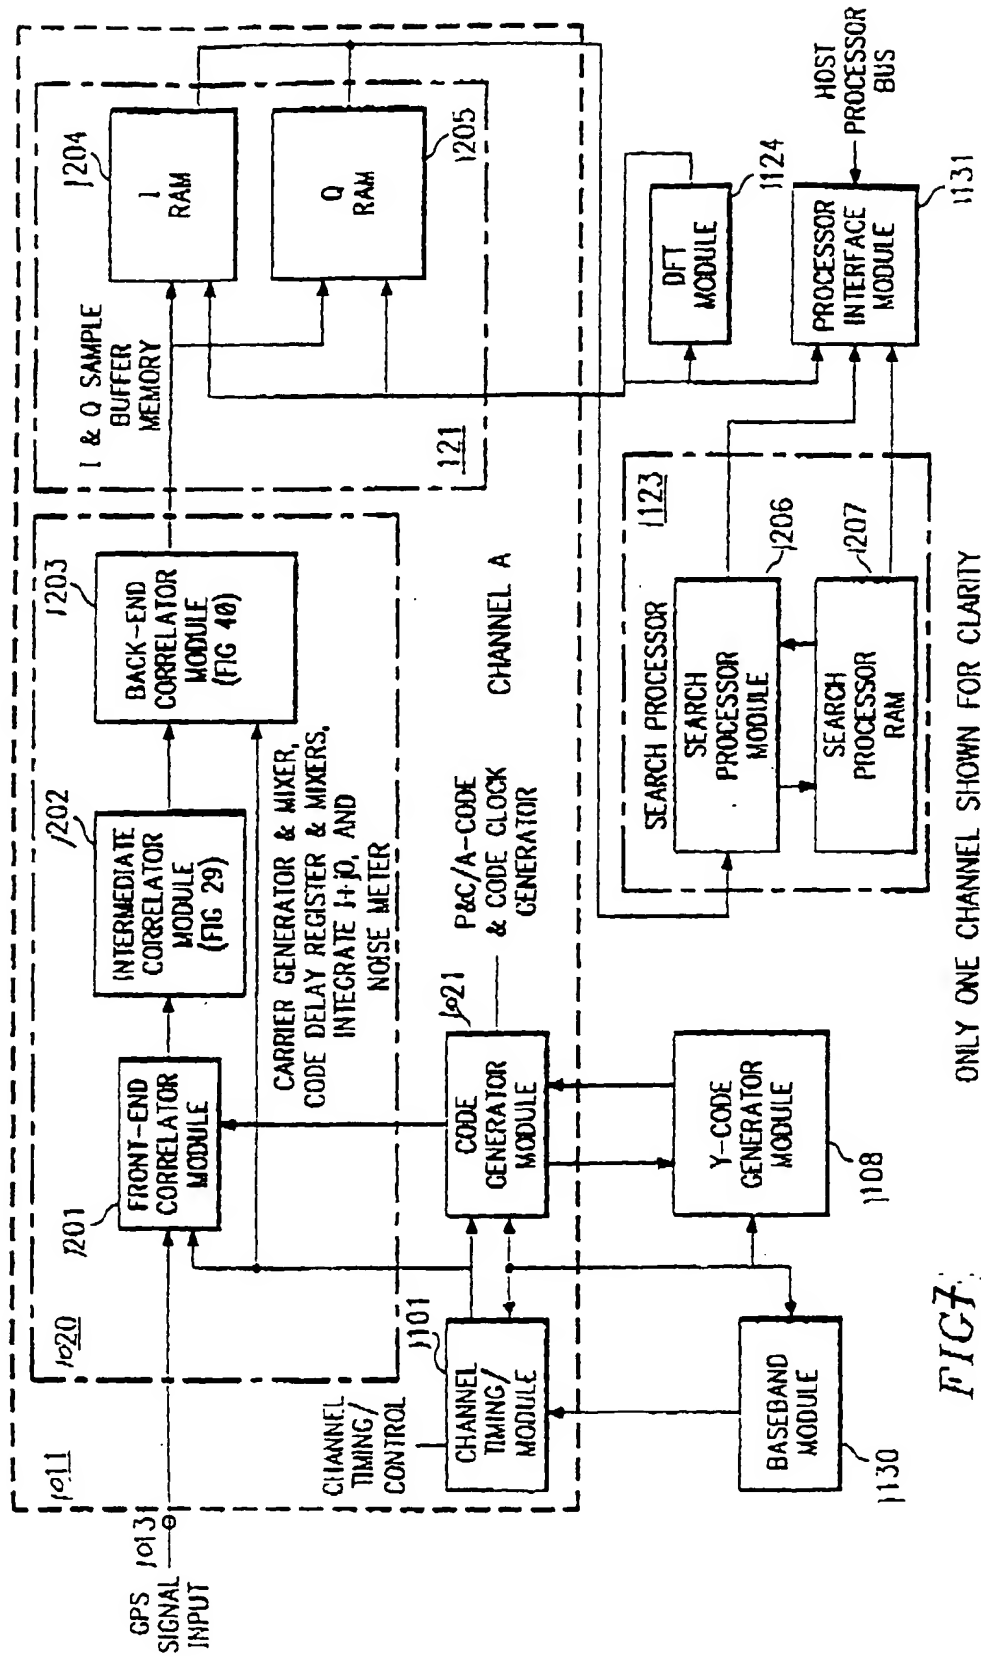 GPS
SIGNAL
INPUT
1013
1011
1020
1201
FRONT-END
CORRELATOR
MODULE
1202
INTERMEDIATE
CORRELATOR
MODULE
(FIG 29)
1203
BACK-END
CORRELATOR
MODULE
(FIG 40)
CARRIER GENERATOR & MIXER,
CODE DELAY REGISTER & MIXERS,
INTEGRATE I+jQ, AND
NOISE METER
I & Q SAMPLE
BUFFER
MEMORY
1204
I
RAM
Q
RAM
1205
121
CHANNEL
TIMING/
CONTROL
1101
CHANNEL
TIMING/
MODULE
1021
CODE
GENERATOR
MODULE
P&C/A-CODE
& CODE CLOCK
GENERATOR
CHANNEL A
BASEBAND
MODULE
1130
Y-CODE
GENERATOR
MODULE
1108
SEARCH PROCESSOR
1123
SEARCH
PROCESSOR
MODULE
1206
SEARCH
PROCESSOR
RAM
1207
DFT
MODULE
1124
PROCESSOR
INTERFACE
MODULE
1131
HOST
PROCESSOR
BUS
ONLY ONE CHANNEL SHOWN FOR CLARITY
FIG 7